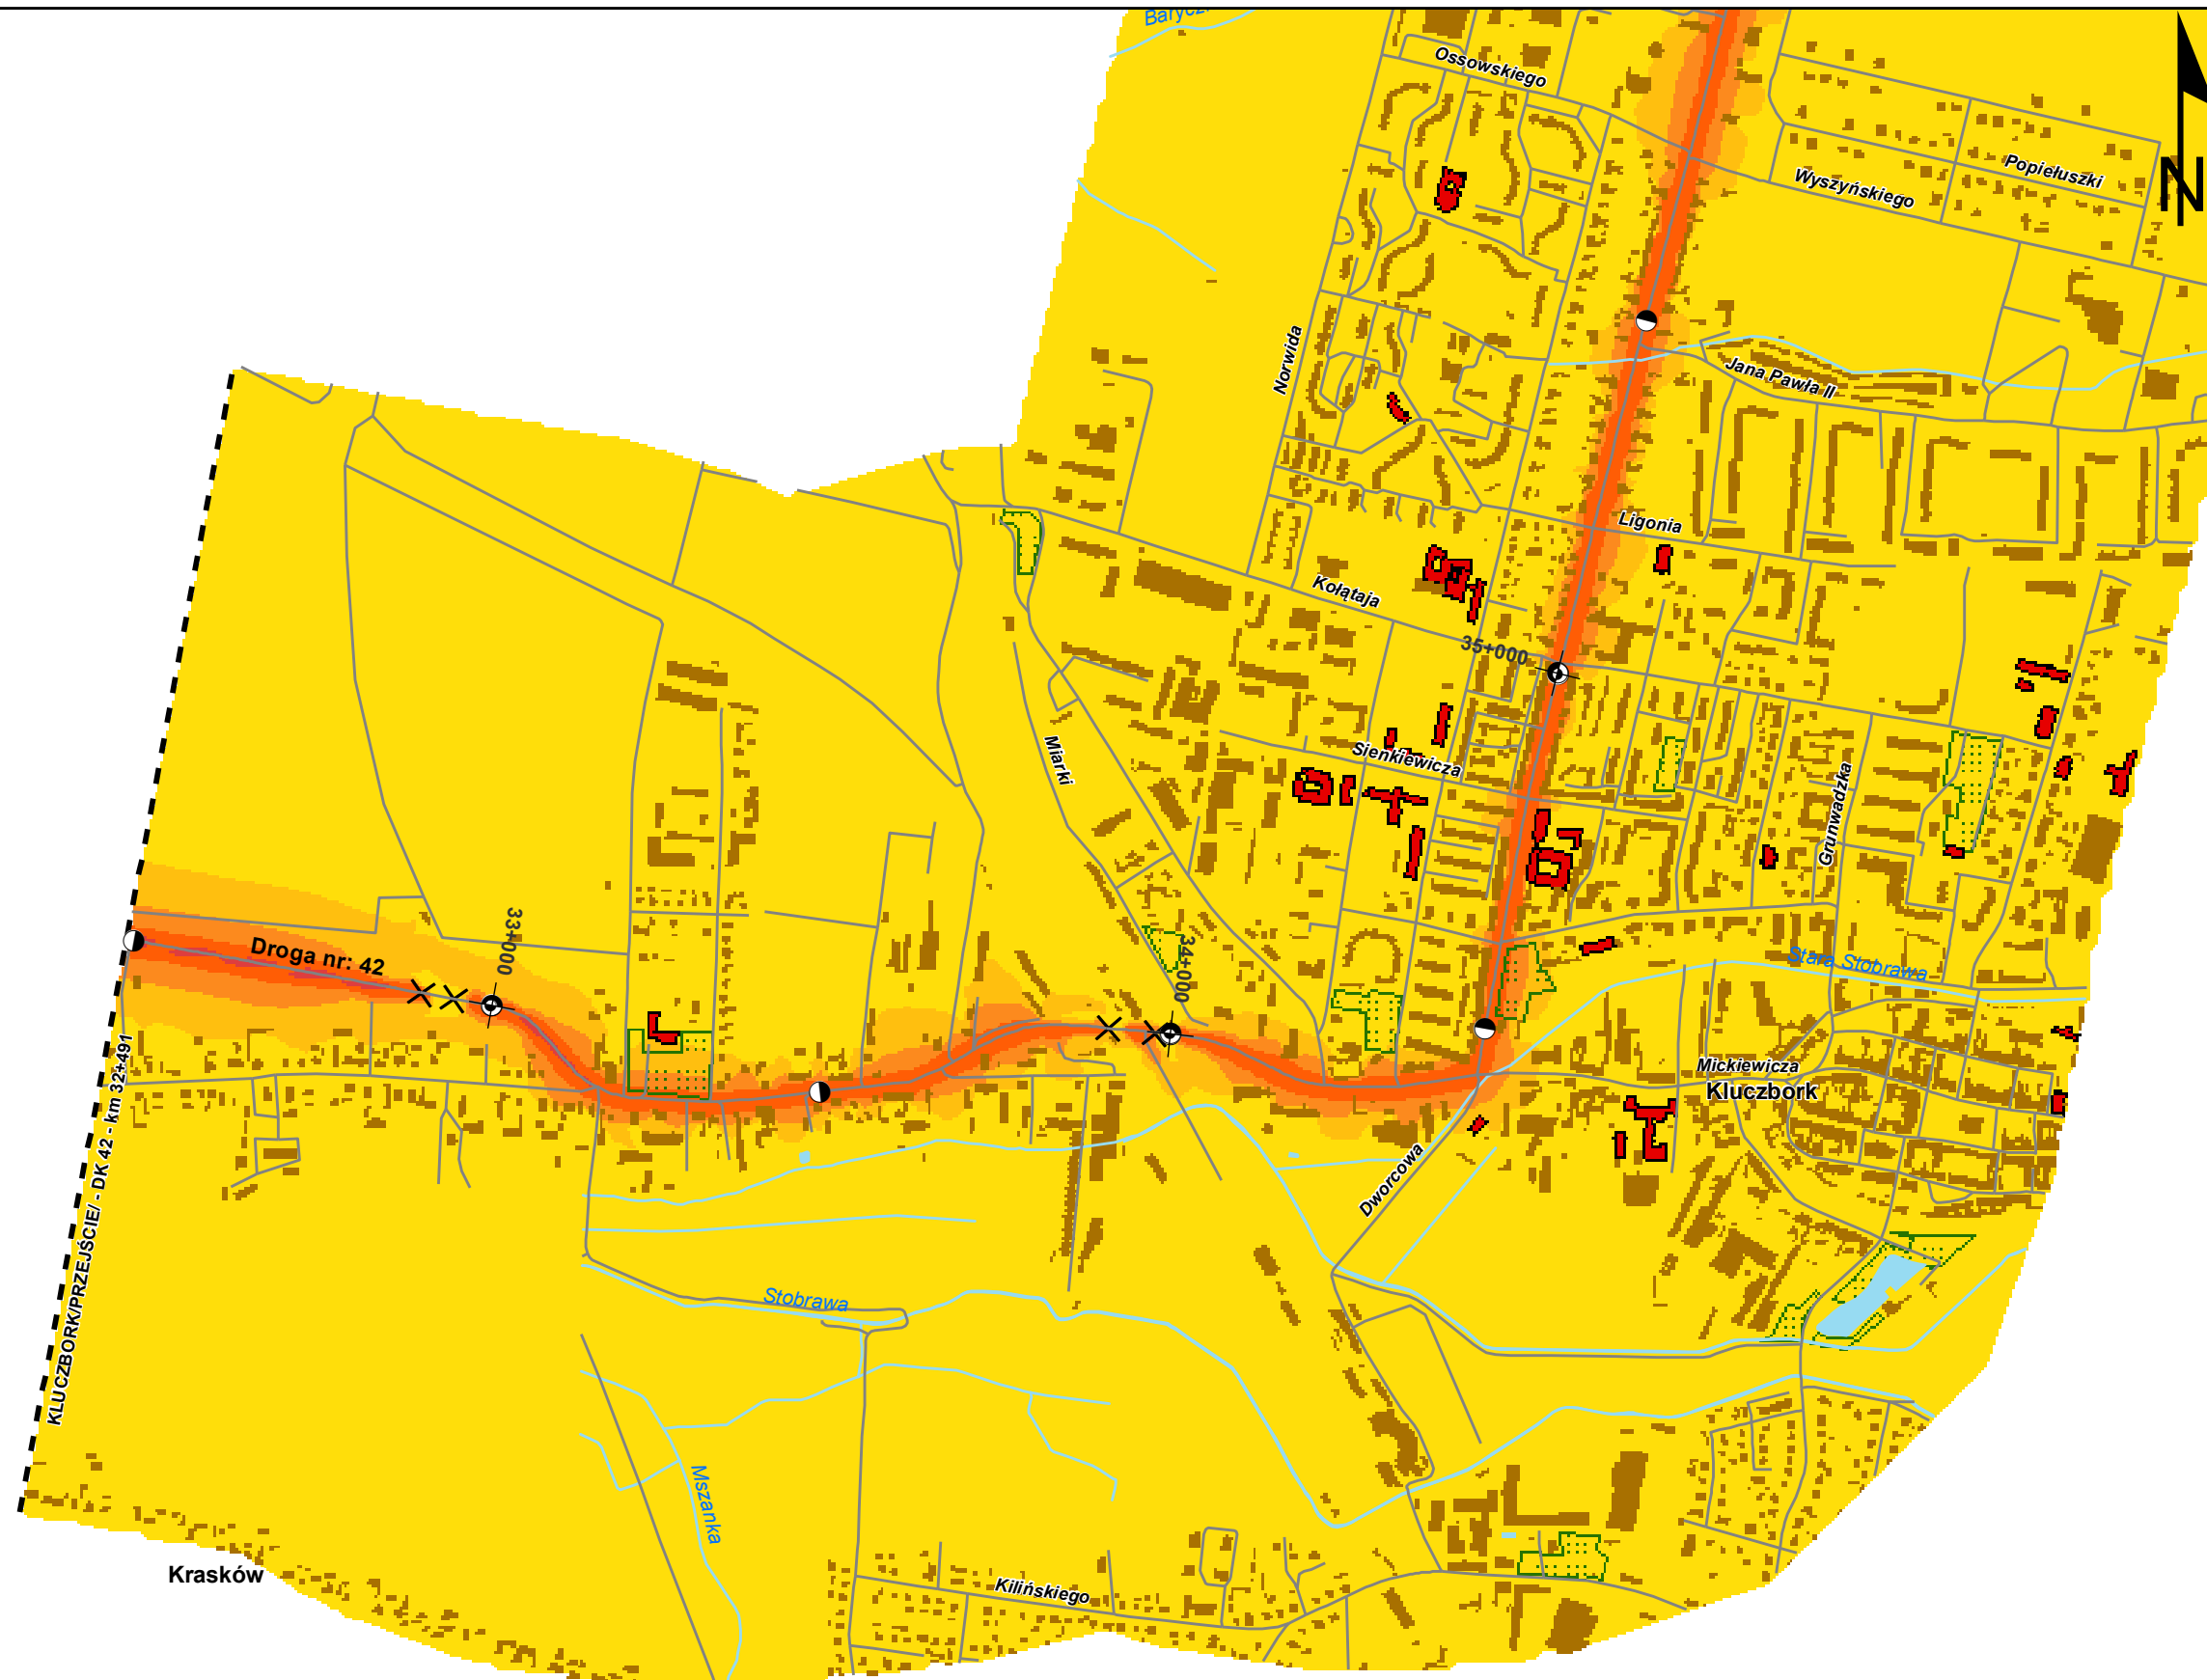 Ossowskiego
Popiełuszki
Wyszyńskiego
N
Norwida
Jana Pawła II
Ligonia
Kołątaja
35+000
Miarki
Sienkiewicza
Grunwadzka
Droga nr: 42
33+000
34+000
Stara Stobrawa
Mickiewicza
Kluczbork
Dworcowa
KLUCZBORK/PRZEJŚCIE/ - DK 42 - km 32+491
Stobrawa
Mszanka
Krasków
Kilińskiego